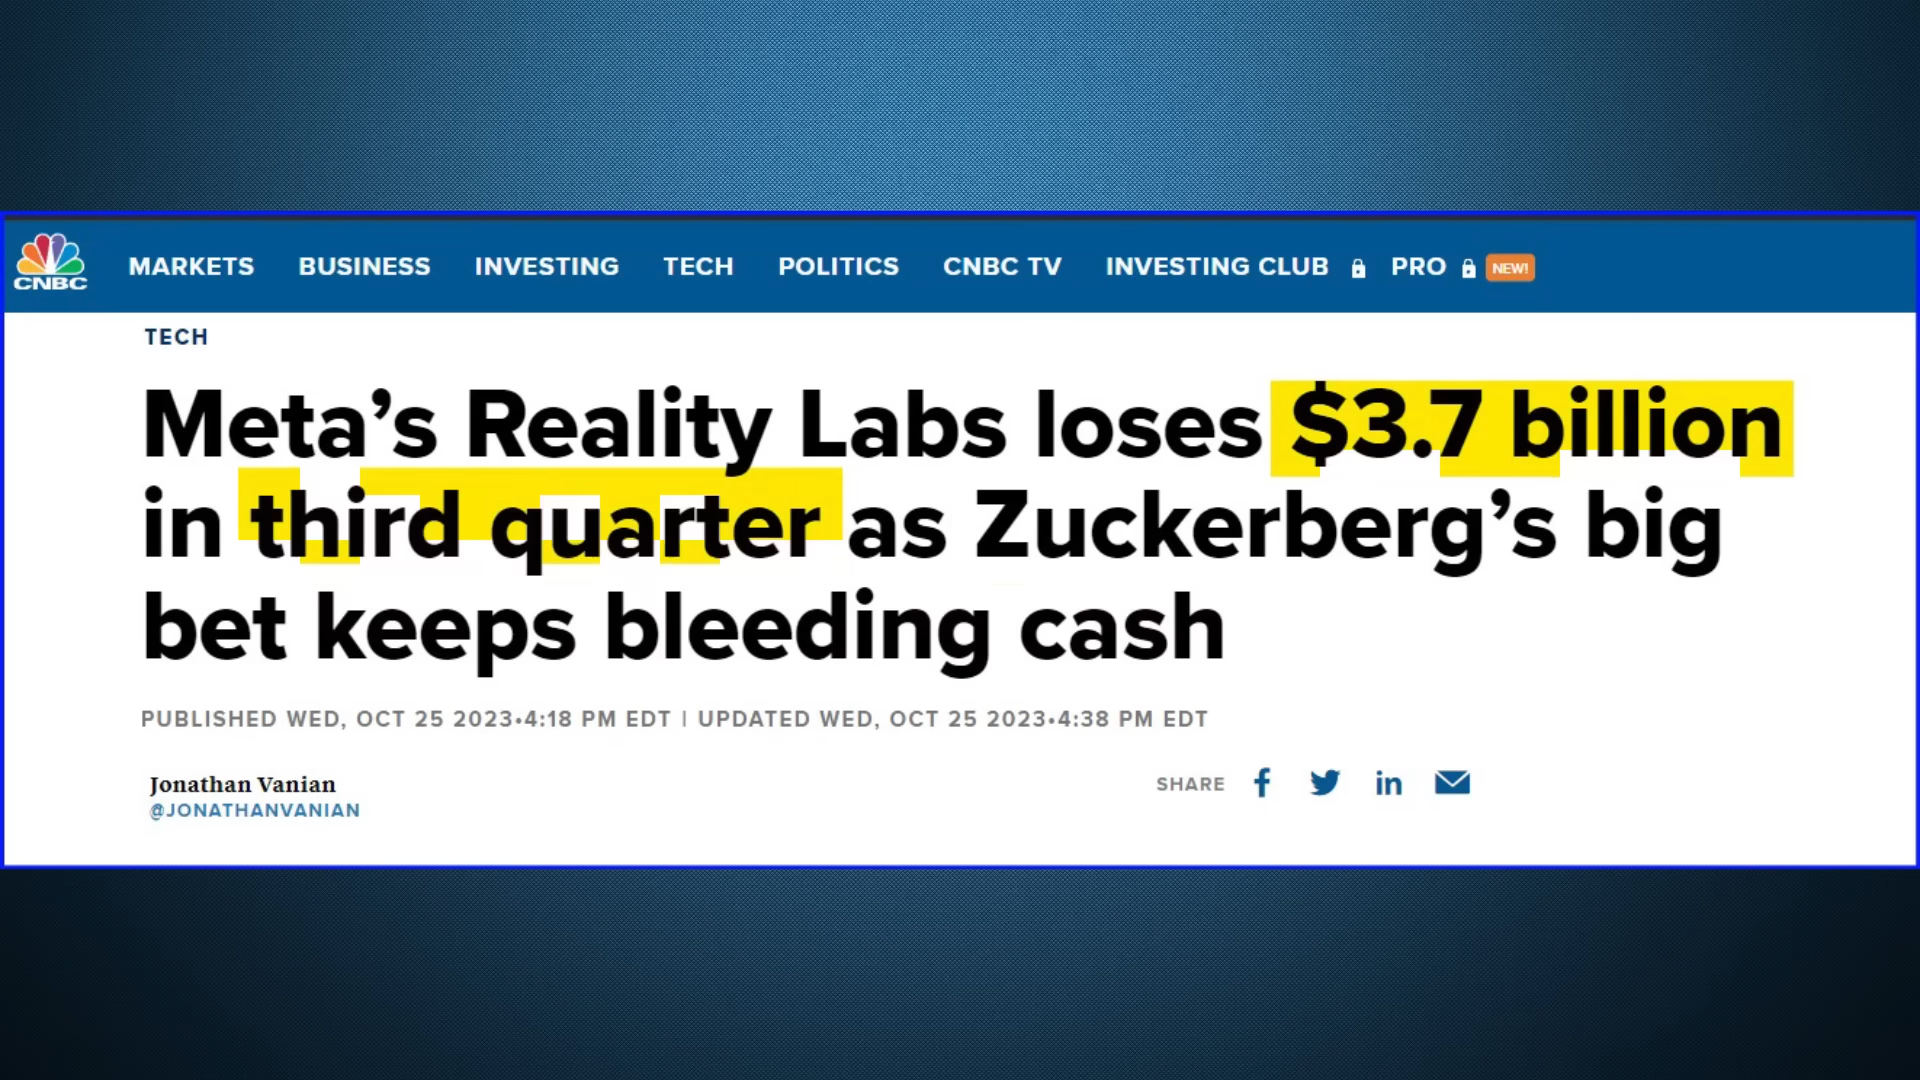 CNBC
MARKETS BUSINESS INVESTING TECH POLITICS CNBC TV INVESTING CLUB PRO NEW!
TECH
Meta’s Reality Labs loses $3.7 billion
in third quarter as Zuckerberg’s big
bet keeps bleeding cash
PUBLISHED WED, OCT 25 2023•4:18 PM EDT | UPDATED WED, OCT 25 2023•4:38 PM EDT
Jonathan Vanian
@JONATHANVANIAN
SHARE